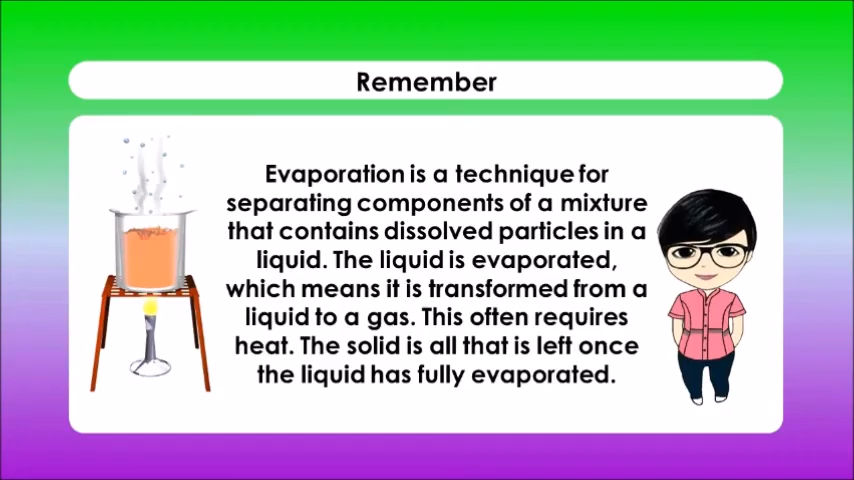 Remember
Evaporation is a technique for
separating components of a mixture
that contains dissolved particles in a
liquid. The liquid is evaporated,
which means it is transformed from a
liquid to a gas. This often requires
heat. The solid is all that is left once
the liquid has fully evaporated.